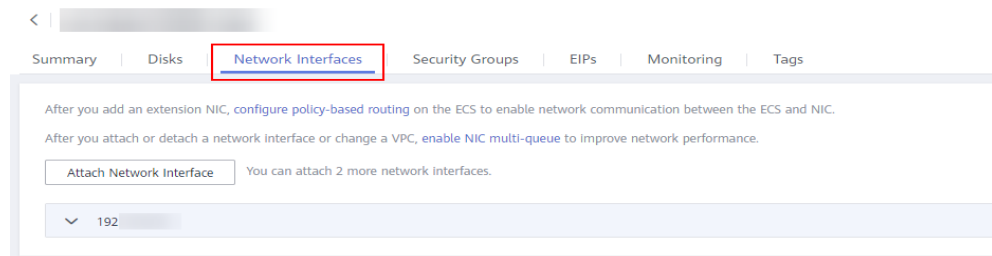 Summary Disks Network Interfaces Security Groups EIPs Monitoring Tags
After you add an extension NIC, configure policy-based routing on the ECS to enable network communication between the ECS and NIC.
After you attach or detach a network interface or change a VPC, enable NIC multi-queue to improve network performance.
Attach Network Interface You can attach 2 more network interfaces.
192